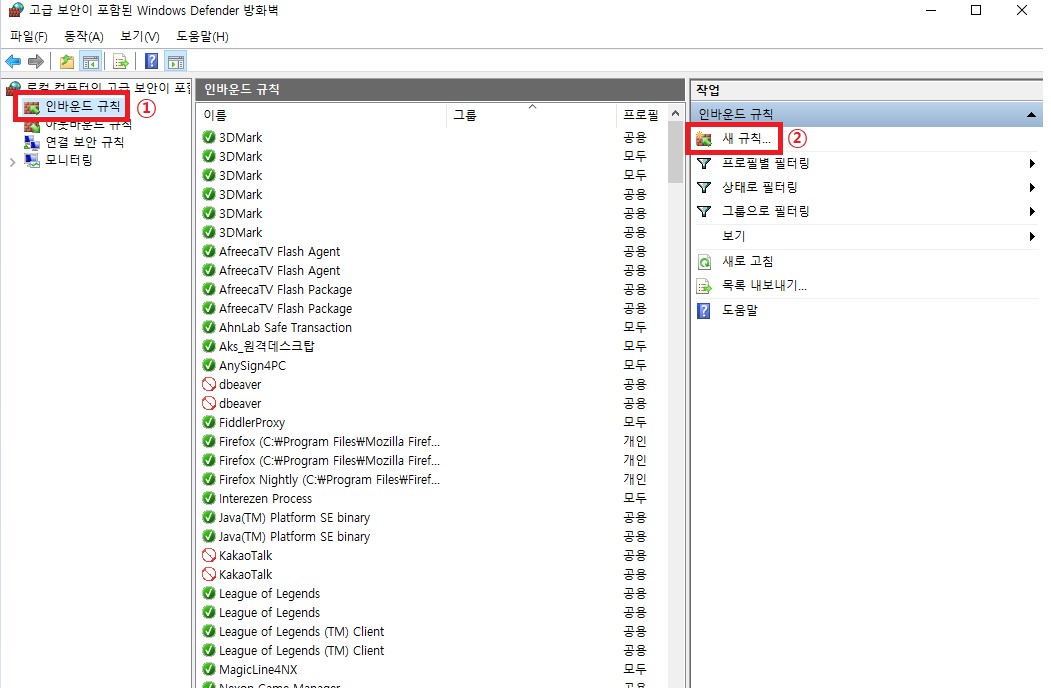 고급 보안이 포함된 Windows Defender 방화벽
파일(F) 동작(A) 보기(V) 도움말(H)
로컬 컴퓨터의 고급 보안이 포함
인바운드 규칙 ①
아웃바운드 규칙
연결 보안 규칙
모니터링
인바운드 규칙
이름 그룹 프로필
3DMark 공용
3DMark 모두
3DMark 모두
3DMark 공용
3DMark 공용
3DMark 공용
AfreecaTV Flash Agent 공용
AfreecaTV Flash Agent 공용
AfreecaTV Flash Package 공용
AfreecaTV Flash Package 공용
AhnLab Safe Transaction 모두
Aks_원격데스크탑 모두
AnySign4PC 모두
dbeaver 공용
dbeaver 공용
FiddlerProxy 모두
Firefox (C:₩Program Files₩Mozilla Firef... 개인
Firefox (C:₩Program Files₩Mozilla Firef... 개인
Firefox Nightly (C:₩Program Files₩Firef... 개인
Interezen Process 모두
Java(TM) Platform SE binary 공용
Java(TM) Platform SE binary 공용
KakaoTalk 공용
KakaoTalk 공용
League of Legends 공용
League of Legends 공용
League of Legends (TM) Client 공용
League of Legends (TM) Client 공용
MagicLine4NX 모두
Nexon Game Manager 공용
작업
인바운드 규칙
새 규칙... ②
프로필별 필터링
상태로 필터링
그룹으로 필터링
보기
새로 고침
목록 내보내기...
도움말